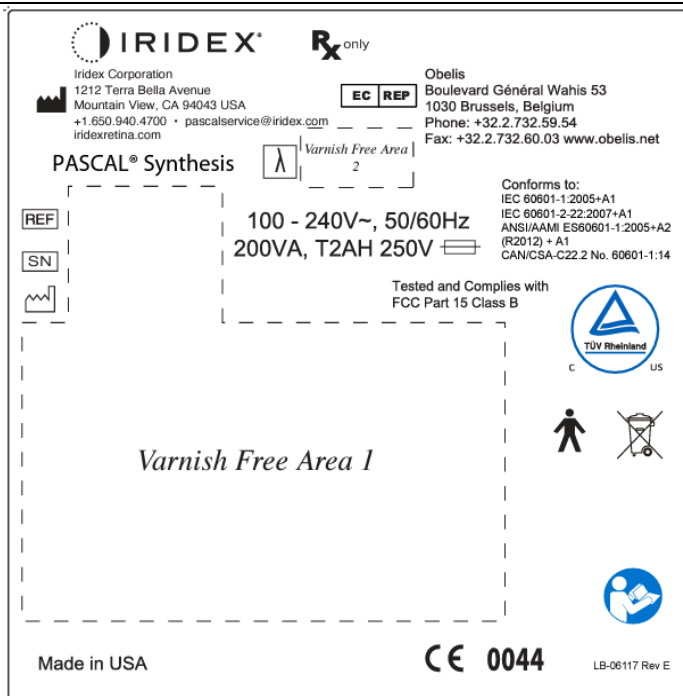 IRIDEX®
Rx only
Iridex Corporation
1212 Terra Bella Avenue
Mountain View, CA 94043 USA
+1.650.940.4700 • pascalservice@iridex.com
iridexretina.com
EC REP
Obelis
Boulevard Général Wahis 53
1030 Brussels, Belgium
Phone: +32.2.732.59.54
Fax: +32.2.732.60.03 www.obelis.net
PASCAL® Synthesis
λ
Varnish Free Area
2
Conforms to:
IEC 60601-1:2005+A1
IEC 60601-2-22:2007+A1
ANSI/AAMI ES60601-1:2005+A2
(R2012) + A1
CAN/CSA-C22.2 No. 60601-1:14
REF
SN
100 - 240V~, 50/60Hz
200VA, T2AH 250V
Tested and Complies with
FCC Part 15 Class B
TÜV Rheinland
C US
Varnish Free Area 1
Made in USA
CE 0044
LB-06117 Rev E